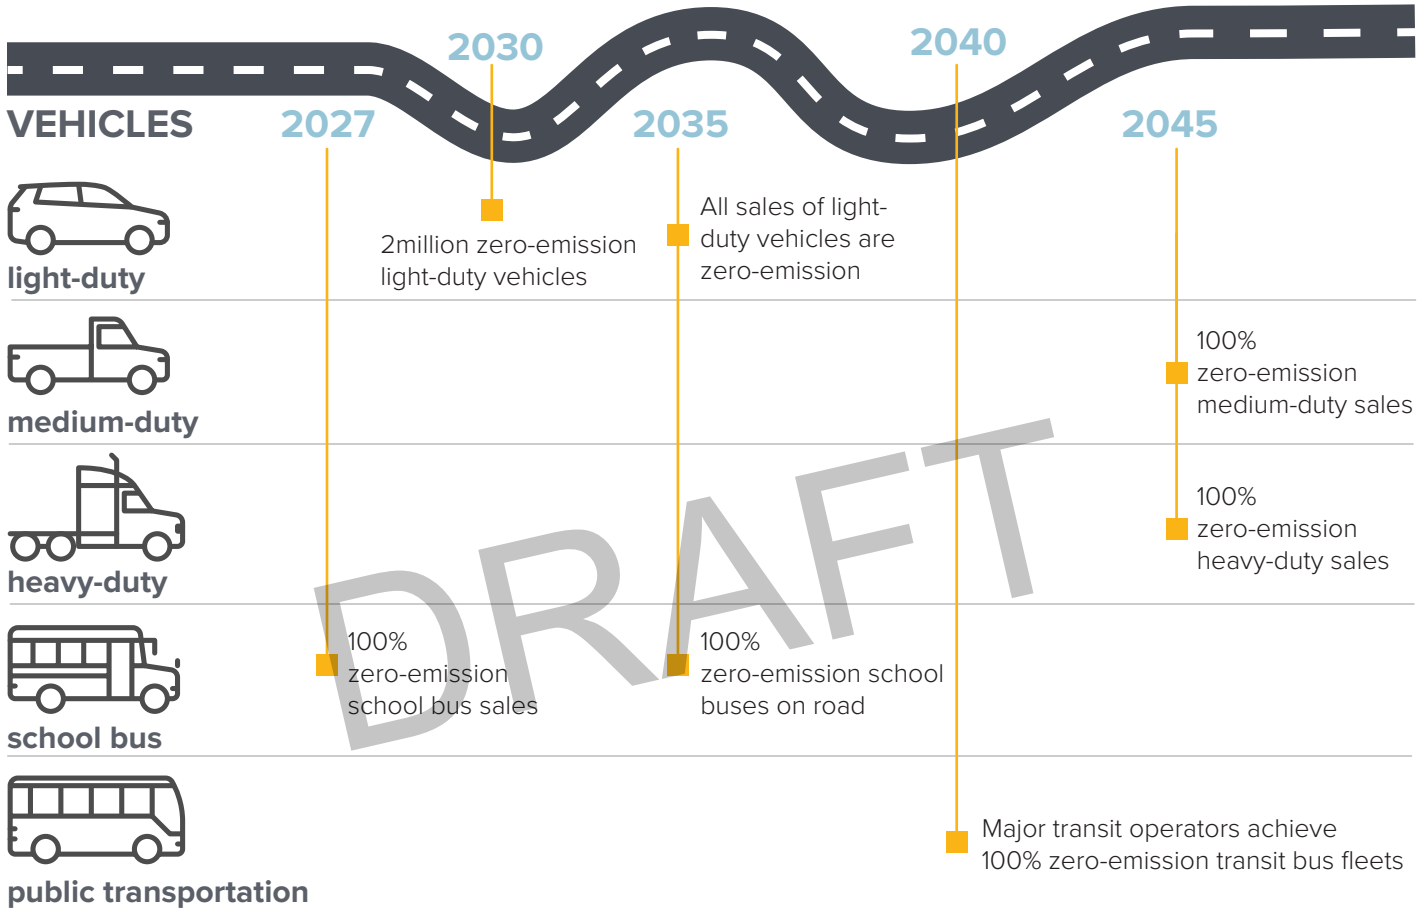 2030
2040
VEHICLES
2027
2035
2045
2million zero-emission
light-duty vehicles
All sales of light-
duty vehicles are
zero-emission
light-duty
100%
zero-emission
medium-duty sales
medium-duty
100%
zero-emission
heavy-duty sales
heavy-duty
DRAFT
100%
zero-emission
school bus sales
100%
zero-emission school
buses on road
school bus
Major transit operators achieve
100% zero-emission transit bus fleets
public transportation